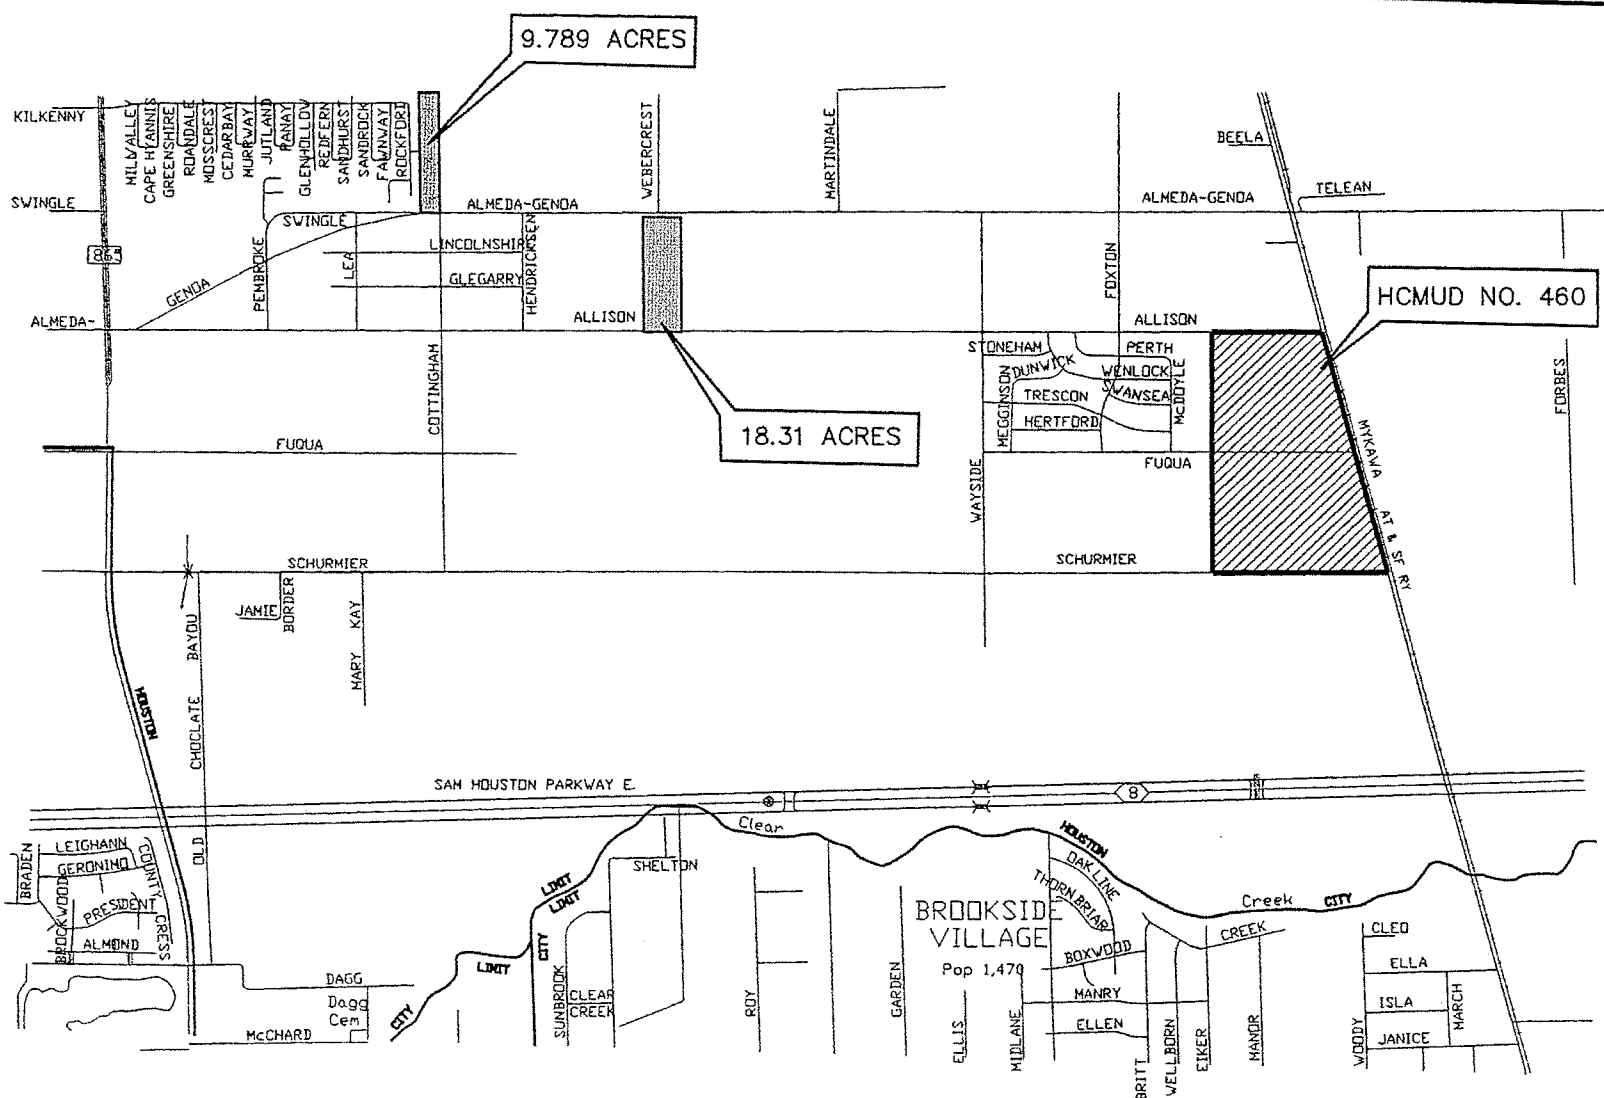 9.789 ACRES
KILKENNY
MILLVALLEY
CAPE HYANNIS
GREENSHIRE
ROANDALE
MOSSCREST
CEDARBAY
MURRWAY
JUTLAND
PANAY
GLENHOLLOW
REDFERN
SANDHURST
SANDROCK
FAWNWAY
ROCKFORD
WEBERCREST
MARTINDALE
BEELA
TELEAN
SWINGLE
ALMEDA-GENOA
ALMEDA-GENOA
SWINGLE
865
PEMBROKE
LEA
LINCOLNSHIRE
GLEGARRY
HENDRICKSEN
GENOA
FOXTON
HCMUD NO. 460
ALMEDA-
ALLISON
ALLISON
COTTINGHAM
STONEHAM
DUNWICK
PERTH
WENLOCK
MEGGINSON
TRESCON
SWANSEA
McDOYLE
HERTFORD
FORBES
18.31 ACRES
MYKAWA
FUQUA
FUQUA
WAYSIDE
AT & SF RY
SCHURMIER
SCHURMIER
JAMIE
BORDER
MARY KAY
OLD CHOCLATE BAYOU
HOUSTON
SAM HOUSTON PARKWAY E.
8
Clear
HOUSTON
LEIGHANN
GERONIMO
BRADEN
COUNTY CRESS
BROCKWOOD
PRESIDENT
ALMOND
SHELTON
LIMIT
LIMIT
OAK LINE
THORN BRIAR
Creek
CITY
BROOKSIDE
VILLAGE
Pop 1,470
BOXWOOD
CREEK
CLEO
ELLA
LIMIT
CITY
DAGG
Dagg
Cem
McCHARD
CITY
SUNBROOK
CLEAR
CREEK
ROY
GARDEN
ELLIS
MIDLANE
MANRY
ELLEN
BRITT
WELLBORN
EIKER
MANOR
WOODY
ISLA
MARCH
JANICE